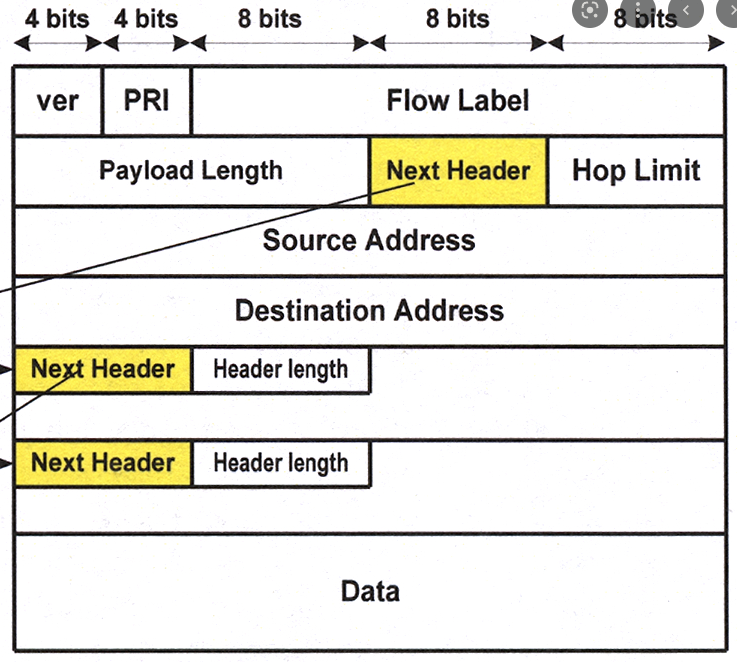 4 bits 4 bits 8 bits 8 bits 8 bits
ver PRI Flow Label
Payload Length Next Header Hop Limit
Source Address
Destination Address
Next Header Header length
Next Header Header length
Data